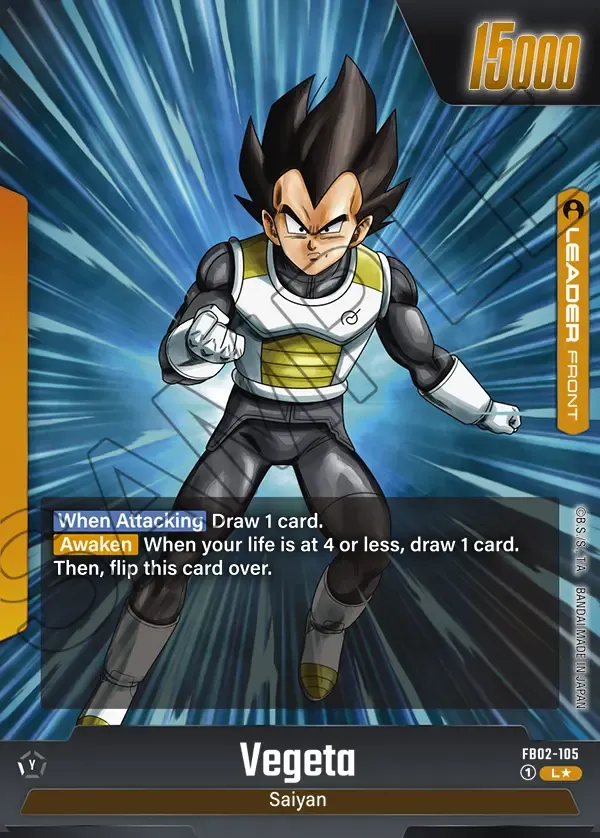 15000
LEADER FRONT
When Attacking Draw 1 card.
Awaken When your life is at 4 or less, draw 1 card.
Then, flip this card over.
©B.S./S., T.A. BANDAI MADE IN JAPAN
SAMPLE
Y
Vegeta
FB02-105
1 L★
Saiyan